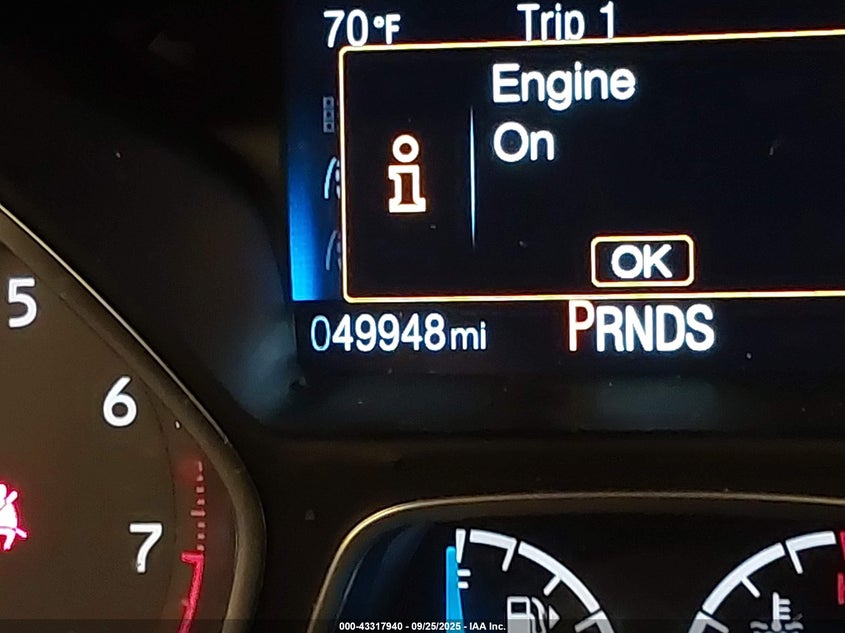 70°F
Trip 1
Engine
On
i
OK
049948mi
PRNDS
5
6
7
000-43317940 - 09/25/2025 - IAA Inc.